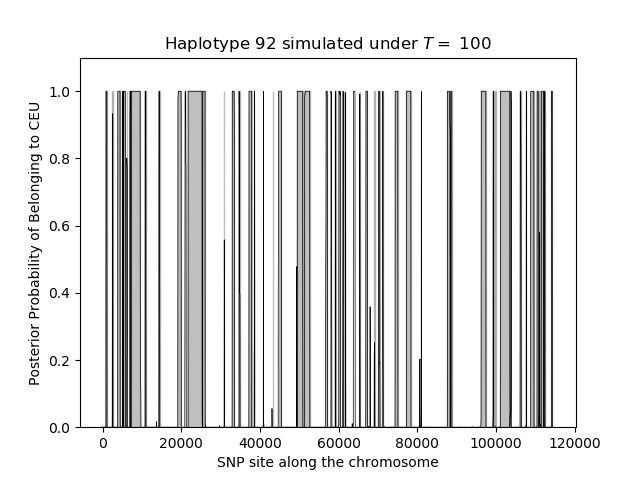 Haplotype 92 simulated under T = 100
Posterior Probability of Belonging to CEU
1.0
0.8
0.6
0.4
0.2
0.0
0 20000 40000 60000 80000 100000 120000
SNP site along the chromosome